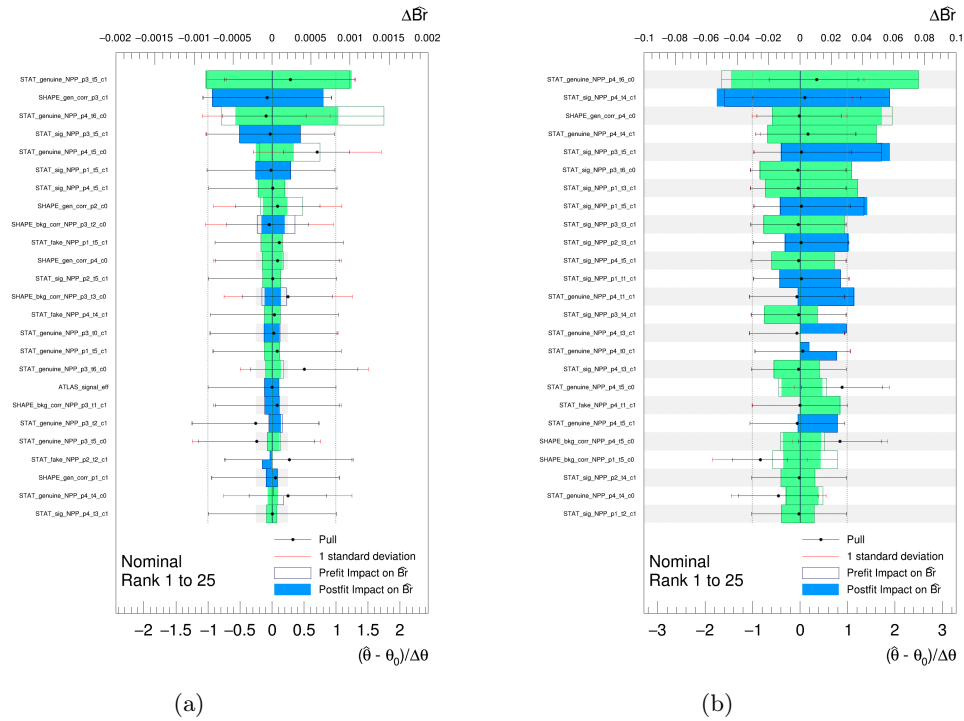 ΔB̂r
-0.002 -0.0015 -0.001 -0.0005 0 0.0005 0.001 0.0015 0.002
STAT_genuine_NPP_p3_t5_c1
SHAPE_gen_corr_p3_c1
STAT_genuine_NPP_p4_t6_c0
STAT_sig_NPP_p3_t5_c1
STAT_genuine_NPP_p4_t5_c0
STAT_sig_NPP_p1_t5_c1
STAT_sig_NPP_p4_t5_c1
SHAPE_gen_corr_p2_c0
SHAPE_bkg_corr_NPP_p3_t2_c0
STAT_fake_NPP_p1_t5_c1
SHAPE_gen_corr_p4_c0
STAT_sig_NPP_p2_t5_c1
SHAPE_bkg_corr_NPP_p3_t3_c0
STAT_fake_NPP_p4_t4_c1
STAT_genuine_NPP_p3_t0_c1
STAT_genuine_NPP_p1_t5_c1
STAT_genuine_NPP_p3_t6_c0
ATLAS_signal_eff
SHAPE_bkg_corr_NPP_p3_t1_c1
STAT_genuine_NPP_p3_t2_c1
STAT_genuine_NPP_p3_t5_c0
STAT_fake_NPP_p2_t2_c1
SHAPE_gen_corr_p1_c1
STAT_genuine_NPP_p4_t4_c0
STAT_sig_NPP_p4_t3_c1
Nominal
Rank 1 to 25
Pull
1 standard deviation
Prefit Impact on B̂r
Postfit Impact on B̂r
-2 -1.5 -1 -0.5 0 0.5 1 1.5 2
(θ̂ - θ₀)/Δθ
(a)
ΔB̂r
-0.1 -0.08 -0.06 -0.04 -0.02 0 0.02 0.04 0.06 0.08 0.1
STAT_genuine_NPP_p4_t6_c0
STAT_sig_NPP_p4_t4_c1
SHAPE_gen_corr_p4_c0
STAT_genuine_NPP_p4_t4_c1
STAT_sig_NPP_p3_t5_c1
STAT_sig_NPP_p3_t6_c0
STAT_sig_NPP_p1_t3_c1
STAT_sig_NPP_p1_t5_c1
STAT_sig_NPP_p3_t3_c1
STAT_sig_NPP_p2_t3_c1
STAT_sig_NPP_p4_t5_c1
STAT_sig_NPP_p1_t1_c1
STAT_genuine_NPP_p4_t1_c1
STAT_sig_NPP_p3_t4_c1
STAT_genuine_NPP_p4_t3_c1
STAT_genuine_NPP_p4_t0_c1
STAT_sig_NPP_p4_t3_c1
STAT_genuine_NPP_p4_t5_c0
STAT_fake_NPP_p4_t1_c1
STAT_genuine_NPP_p4_t5_c1
SHAPE_bkg_corr_NPP_p4_t5_c0
SHAPE_bkg_corr_NPP_p1_t5_c0
STAT_sig_NPP_p2_t4_c1
STAT_genuine_NPP_p4_t4_c0
STAT_sig_NPP_p1_t2_c1
Nominal
Rank 1 to 25
Pull
1 standard deviation
Prefit Impact on B̂r
Postfit Impact on B̂r
-3 -2 -1 0 1 2 3
(θ̂ - θ₀)/Δθ
(b)